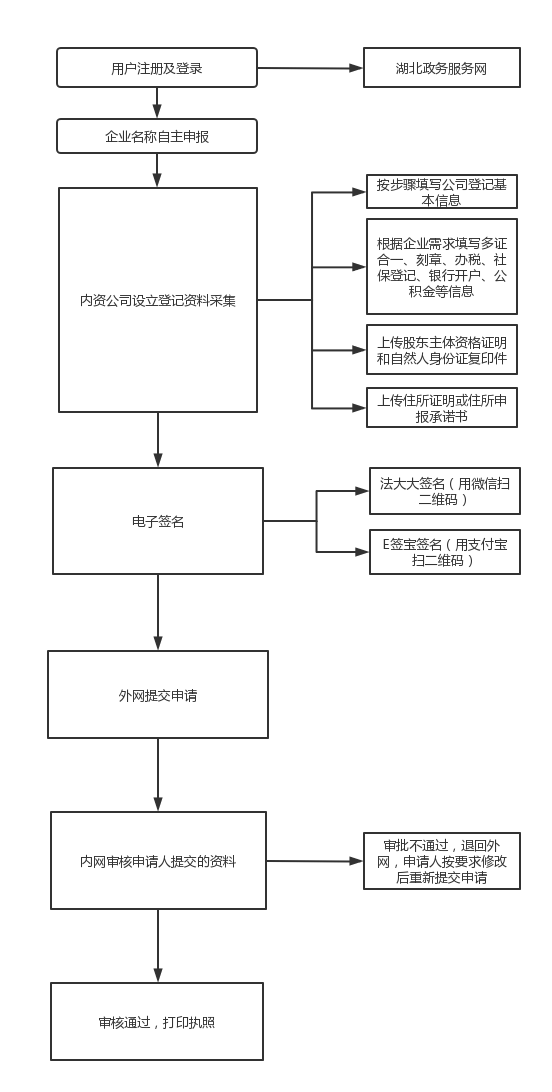 用户注册及登录
湖北政务服务网
企业名称自主申报
内资公司设立登记资料采集
按步骤填写公司登记基
本信息
根据企业需求填写多证
合一、刻章、办税、社
保登记、银行开户、公
积金等信息
上传股东主体资格证明
和自然人身份证复印件
上传住所证明或住所申
报承诺书
电子签名
法大大签名（用微信扫
二维码）
E签宝签名（用支付宝
扫二维码）
外网提交申请
内网审核申请人提交的资料
审批不通过，退回外
网，申请人按要求修改
后重新提交申请
审核通过，打印执照